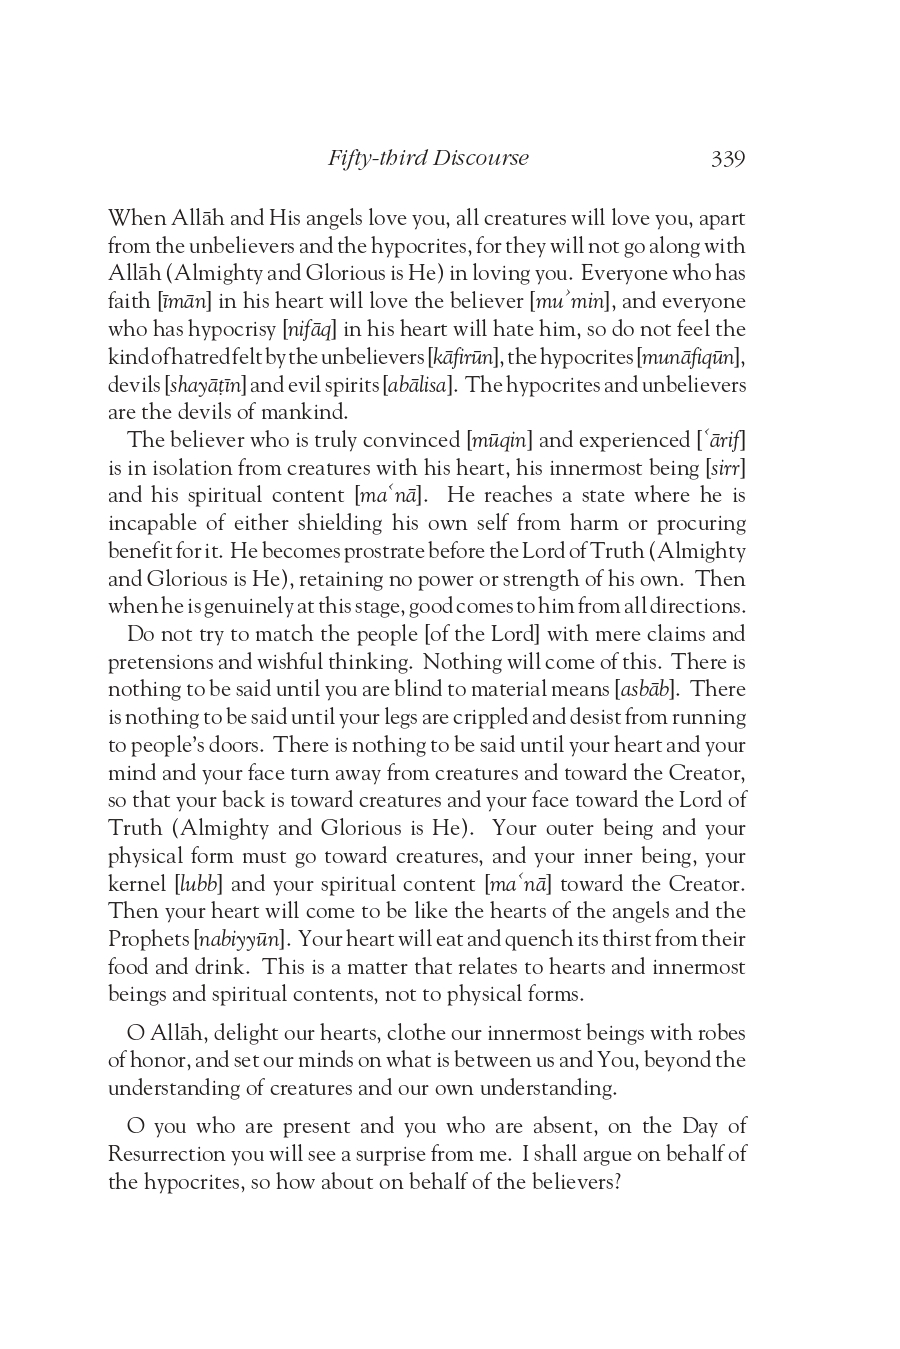 Fifty-third Discourse 339
When Allāh and His angels love you, all creatures will love you, apart
from the unbelievers and the hypocrites, for they will not go along with
Allāh (Almighty and Glorious is He) in loving you. Everyone who has
faith [īmān] in his heart will love the believer [muʾmin], and everyone
who has hypocrisy [nifāq] in his heart will hate him, so do not feel the
kind of hatred felt by the unbelievers [kāfirūn], the hypocrites [munāfiqūn],
devils [shayāṭīn] and evil spirits [abālisa]. The hypocrites and unbelievers
are the devils of mankind.
The believer who is truly convinced [mūqin] and experienced [ʿārif]
is in isolation from creatures with his heart, his innermost being [sirr]
and his spiritual content [maʿnā]. He reaches a state where he is
incapable of either shielding his own self from harm or procuring
benefit for it. He becomes prostrate before the Lord of Truth (Almighty
and Glorious is He), retaining no power or strength of his own. Then
when he is genuinely at this stage, good comes to him from all directions.
Do not try to match the people [of the Lord] with mere claims and
pretensions and wishful thinking. Nothing will come of this. There is
nothing to be said until you are blind to material means [asbāb]. There
is nothing to be said until your legs are crippled and desist from running
to people’s doors. There is nothing to be said until your heart and your
mind and your face turn away from creatures and toward the Creator,
so that your back is toward creatures and your face toward the Lord of
Truth (Almighty and Glorious is He). Your outer being and your
physical form must go toward creatures, and your inner being, your
kernel [lubb] and your spiritual content [maʿnā] toward the Creator.
Then your heart will come to be like the hearts of the angels and the
Prophets [nabiyyūn]. Your heart will eat and quench its thirst from their
food and drink. This is a matter that relates to hearts and innermost
beings and spiritual contents, not to physical forms.
O Allāh, delight our hearts, clothe our innermost beings with robes
of honor, and set our minds on what is between us and You, beyond the
understanding of creatures and our own understanding.
O you who are present and you who are absent, on the Day of
Resurrection you will see a surprise from me. I shall argue on behalf of
the hypocrites, so how about on behalf of the believers?